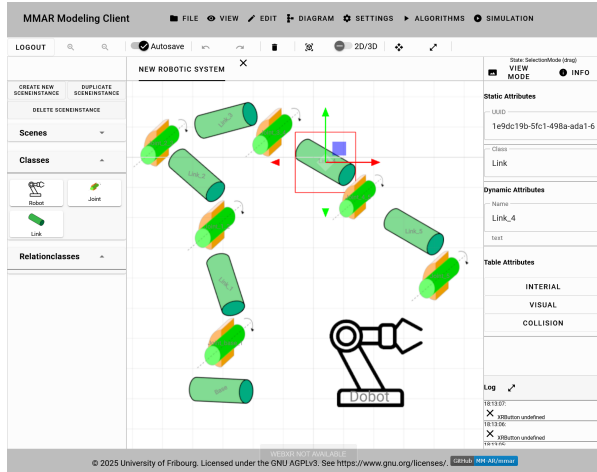 MMAR Modeling Client
FILE VIEW EDIT DIAGRAM SETTINGS ALGORITHMS SIMULATION
LOGOUT Autosave 2D/3D
State: SelectionMode (drag)
VIEW MODE INFO
NEW ROBOTIC SYSTEM
CREATE NEW SCENEINSTANCE
DUPLICATE SCENEINSTANCE
DELETE SCENEINSTANCE
Scenes
Classes
Robot
Joint
Link
Relationclasses
Link_3
Link_2
Link_5
Link_1
Base
Dobot
Static Attributes
UUID
1e9dc19b-5fc1-498a-ada1-6
Class
Link
Dynamic Attributes
Name
Link_4
text
Table Attributes
INTERIAL
VISUAL
COLLISION
Log
18:13:07:
XRButton undefined
18:13:06:
XRButton undefined
18:13:05:
WEBXR NOT AVAILABLE
© 2025 University of Fribourg. Licensed under the GNU AGPLv3. See https://www.gnu.org/licenses/. GitHub MM-AR/mmar